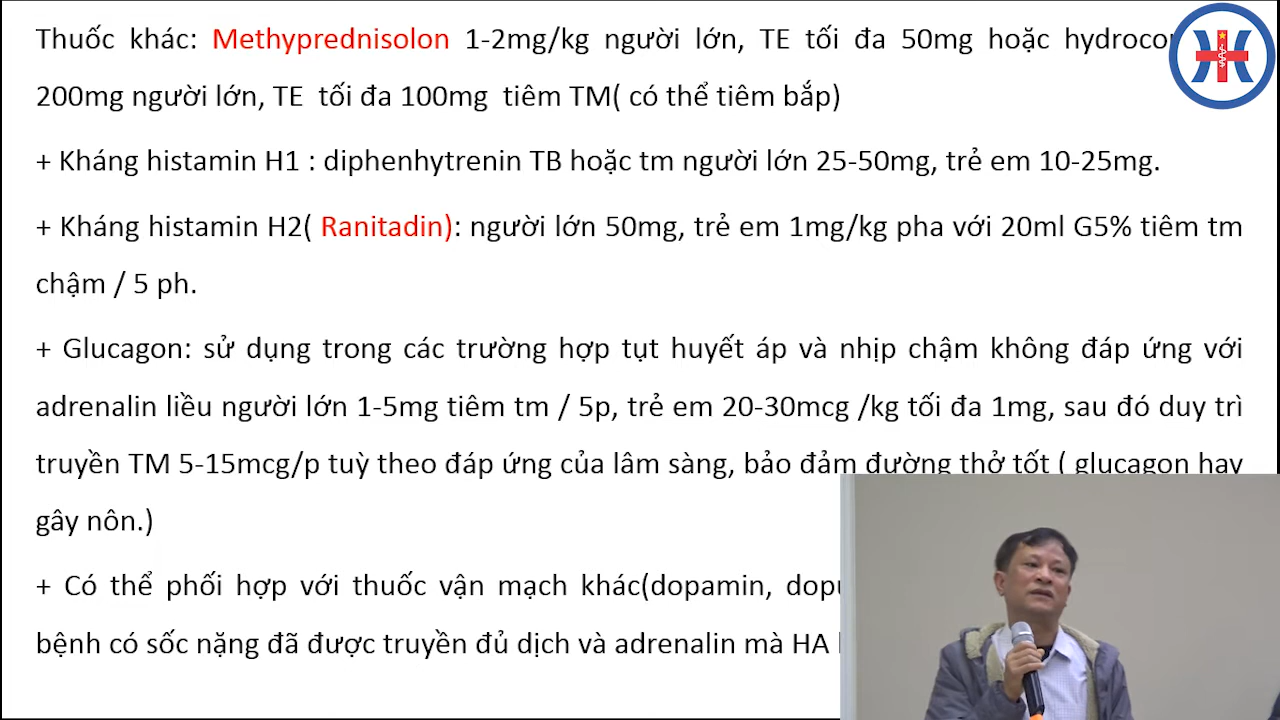 Thuốc khác: Methyprednisolon 1-2mg/kg người lớn, TE tối đa 50mg hoặc
200mg người lớn, TE tối đa 100mg tiêm TM( có thể tiêm bắp)
+ Kháng histamin H1 : diphenhytrenin TB hoặc tm người lớn 25-50mg, trẻ em 10-25mg.
+ Kháng histamin H2( Ranitadin): người lớn 50mg, trẻ em 1mg/kg pha với 20ml G5% tiêm tm
chậm / 5 ph.
+ Glucagon: sử dụng trong các trường hợp tụt huyết áp và nhịp chậm không đáp ứng với
adrenalin liều người lớn 1-5mg tiêm tm / 5p, trẻ em 20-30mcg /kg tối đa 1mg, sau đó duy trì
truyền TM 5-15mcg/p tuỳ theo đáp ứng của lâm sàng, bảo đảm đường thở tốt ( glucagon hay
gây nôn.)
+ Có thể phối hợp với thuốc vận mạch khác(dopamin,
bệnh có sốc nặng đã được truyền đủ dịch và adrenalin mà HA